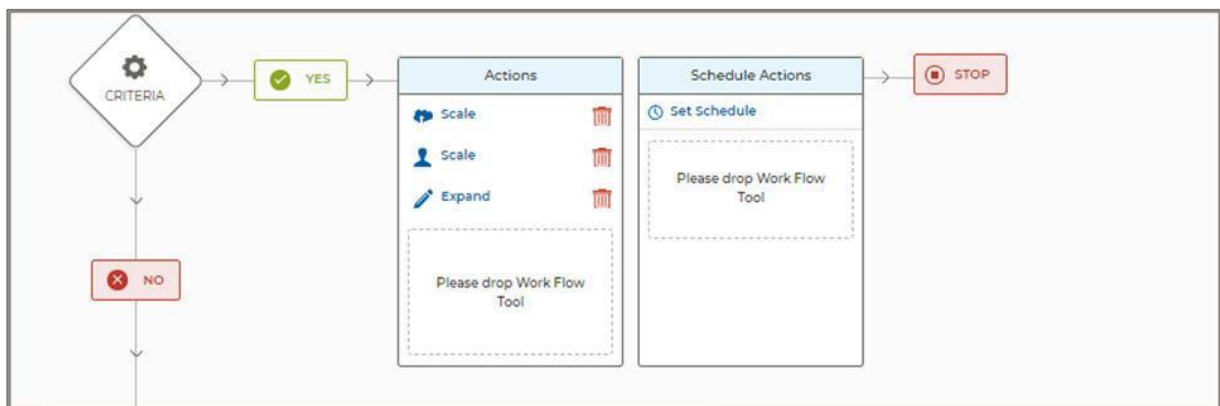 CRITERIA
YES
Actions
Scale
Scale
Expand
Please drop Work Flow
Tool
Schedule Actions
Set Schedule
Please drop Work Flow
Tool
STOP
NO